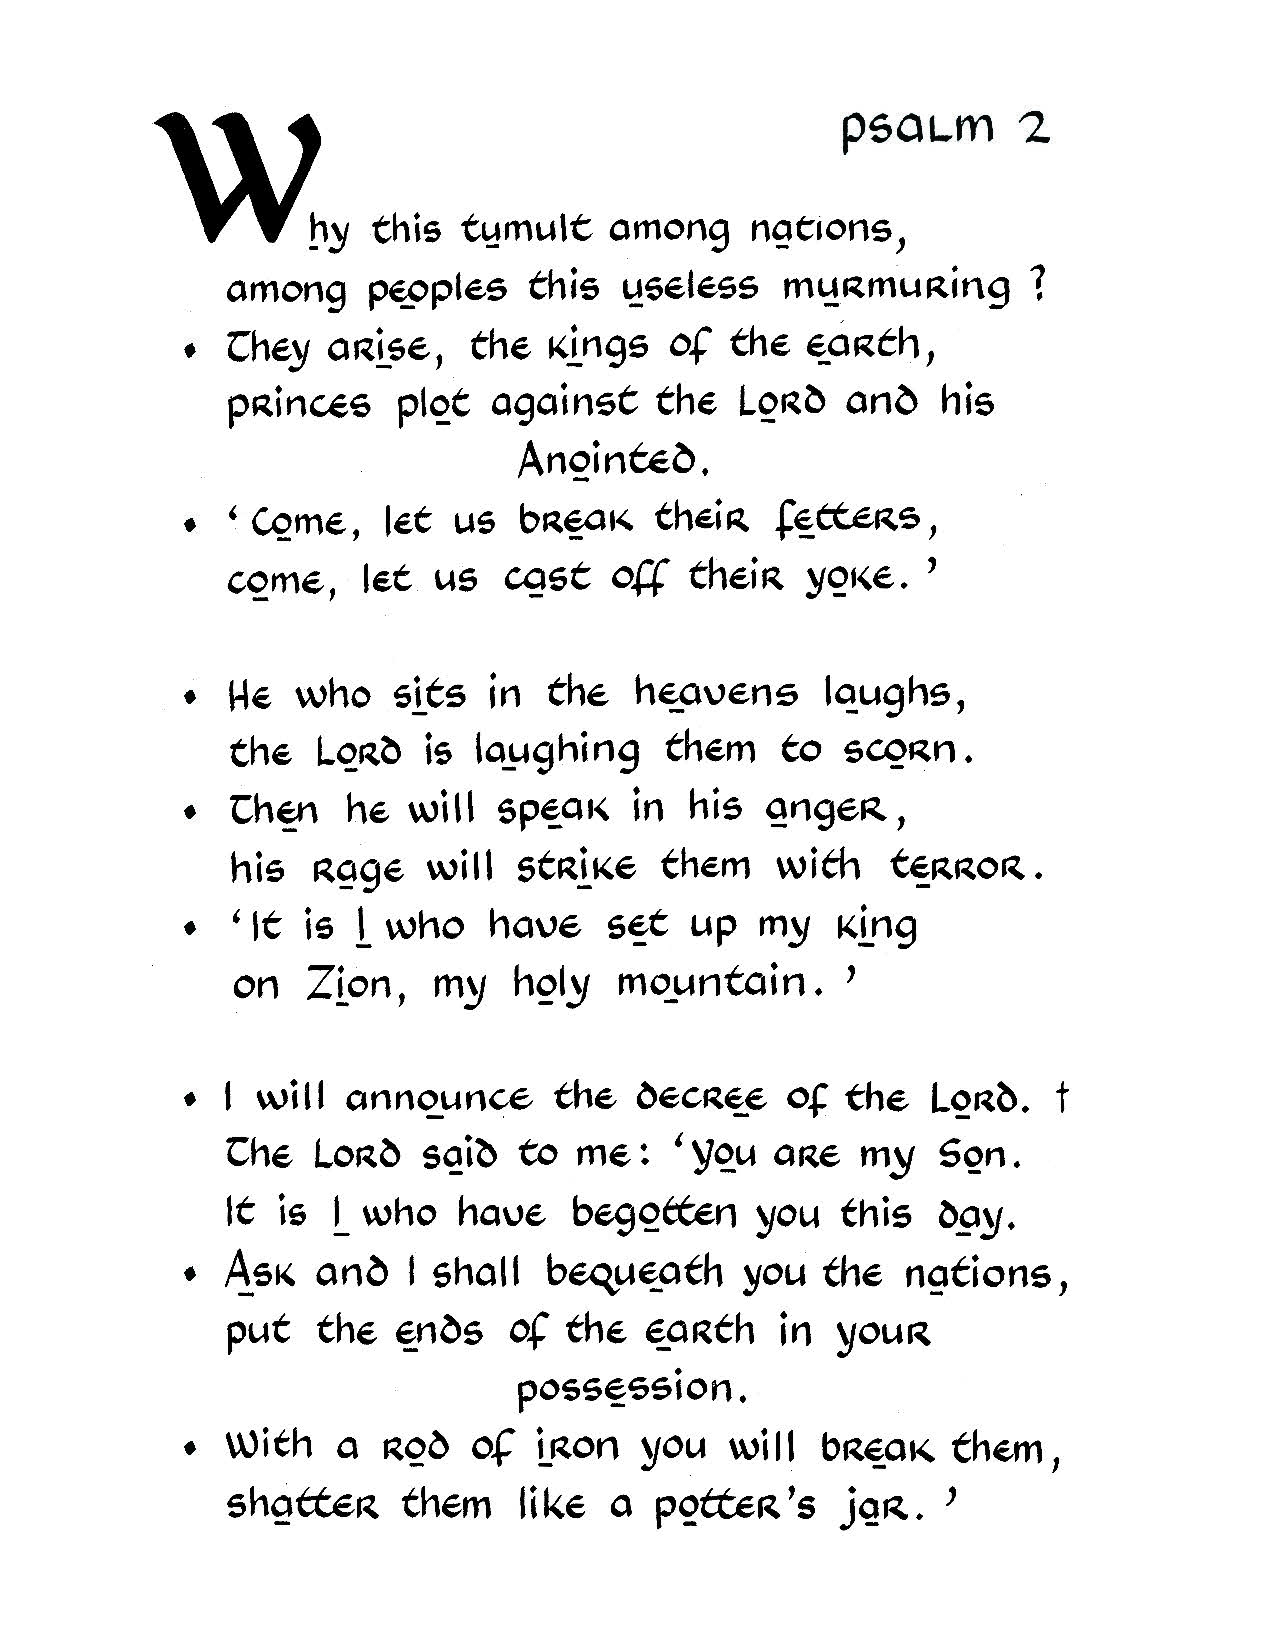 Psalm 2
Why this tumult among nations,
among peoples this useless murmuring ?
• They arise, the kings of the earth,
princes plot against the Lord and his
Anointed.
• ‘ Come, let us break their fetters,
come, let us cast off their yoke. ’
• He who sits in the heavens laughs,
the Lord is laughing them to scorn.
• Then he will speak in his anger,
his rage will strike them with terror.
• ‘ It is I who have set up my king
on Zion, my holy mountain. ’
• I will announce the decree of the Lord. †
The Lord said to me: ‘ You are my Son.
It is I who have begotten you this day.
• Ask and I shall bequeath you the nations,
put the ends of the earth in your
possession.
• With a rod of iron you will break them,
shatter them like a potter’s jar. ’